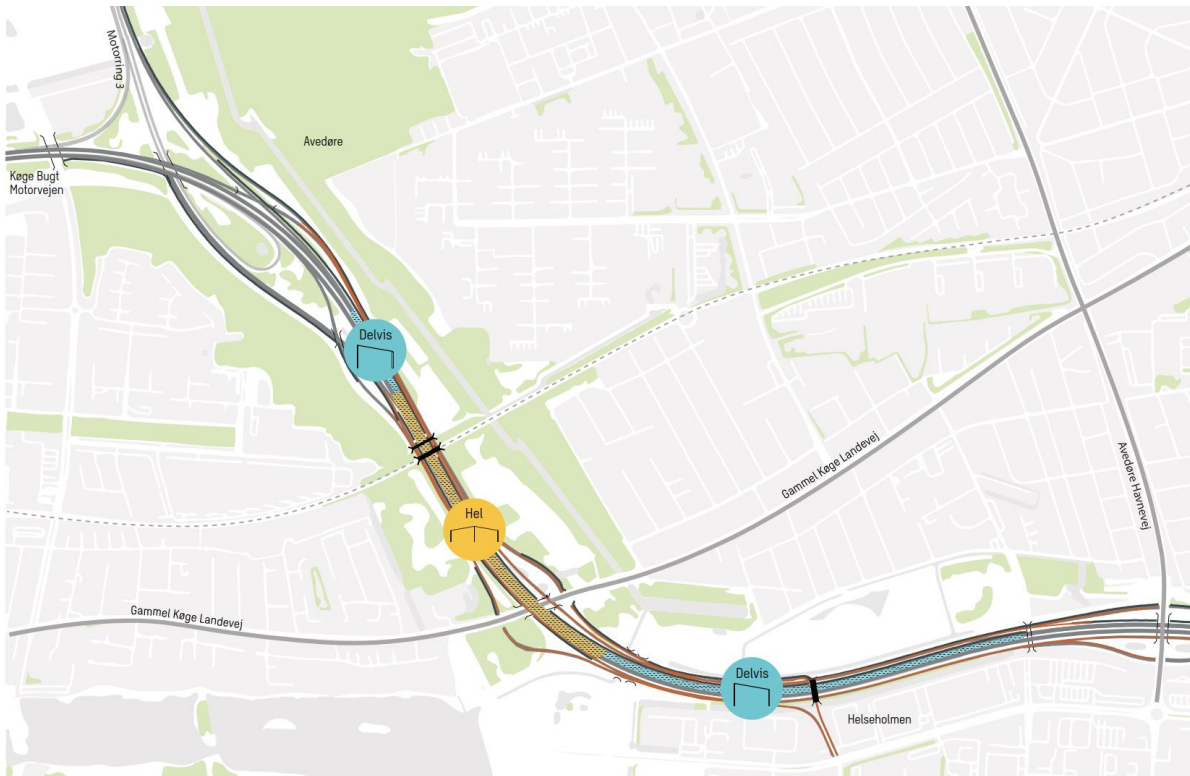 Motorring 3
Avedøre
Køge Bugt
Motorvejen
Delvis
Gammel Køge Landevej
Avedøre Havnevej
Hel
Gammel Køge Landevej
Delvis
Helseholmen